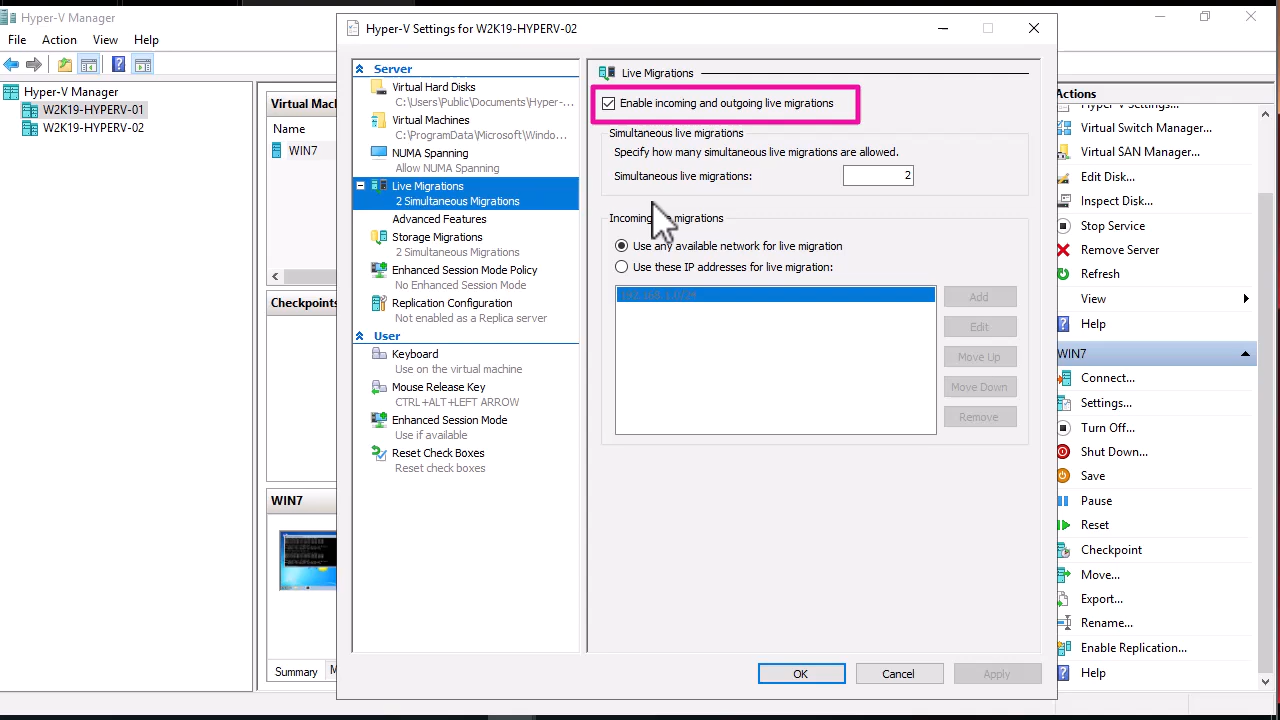 Hyper-V Manager
File Action View Help
Hyper-V Manager
W2K19-HYPERV-01
W2K19-HYPERV-02
Virtual Mac
Name
WIN7
Checkpoints
WIN7
Summary
Hyper-V Settings for W2K19-HYPERV-02
Server
Virtual Hard Disks
C:\Users\Public\Documents\Hyper-...
Virtual Machines
C:\ProgramData\Microsoft\Windo...
NUMA Spanning
Allow NUMA Spanning
Live Migrations
2 Simultaneous Migrations
Advanced Features
Storage Migrations
2 Simultaneous Migrations
Enhanced Session Mode Policy
No Enhanced Session Mode
Replication Configuration
Not enabled as a Replica server
User
Keyboard
Use on the virtual machine
Mouse Release Key
CTRL+ALT+LEFT ARROW
Enhanced Session Mode
Use if available
Reset Check Boxes
Reset check boxes
Live Migrations
Enable incoming and outgoing live migrations
Simultaneous live migrations
Specify how many simultaneous live migrations are allowed.
Simultaneous live migrations: 2
Incoming migrations
Use any available network for live migration
Use these IP addresses for live migration:
Add
Edit
Move Up
Move Down
Remove
OK Cancel Apply
Actions
Hyper-V Settings...
Virtual Switch Manager...
Virtual SAN Manager...
Edit Disk...
Inspect Disk...
Stop Service
Remove Server
Refresh
View
Help
WIN7
Connect...
Settings...
Turn Off...
Shut Down...
Save
Pause
Reset
Checkpoint
Move...
Export...
Rename...
Enable Replication...
Help